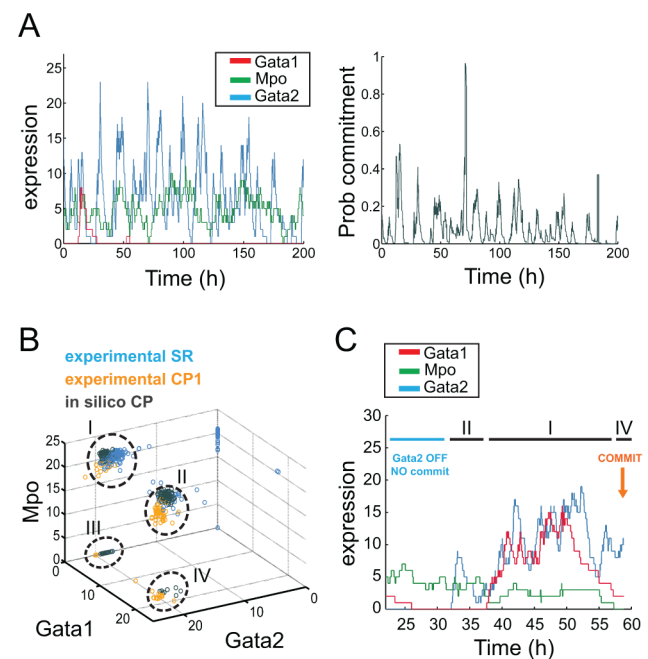 A
Gata1
Mpo
Gata2
expression
25
20
15
10
5
0
0
50
100
150
200
Time (h)
Prob commitment
1
0.8
0.6
0.4
0.2
0
0
50
100
150
200
Time (h)
B
experimental SR
experimental CP1
in silico CP
I
II
III
IV
Mpo
25
20
15
10
5
0
0
10
20
Gata1
20
10
0
Gata2
C
Gata1
Mpo
Gata2
expression
30
25
20
15
10
5
0
II
I
IV
Gata2 OFF
NO commit
COMMIT
25
30
35
40
45
50
55
60
Time (h)